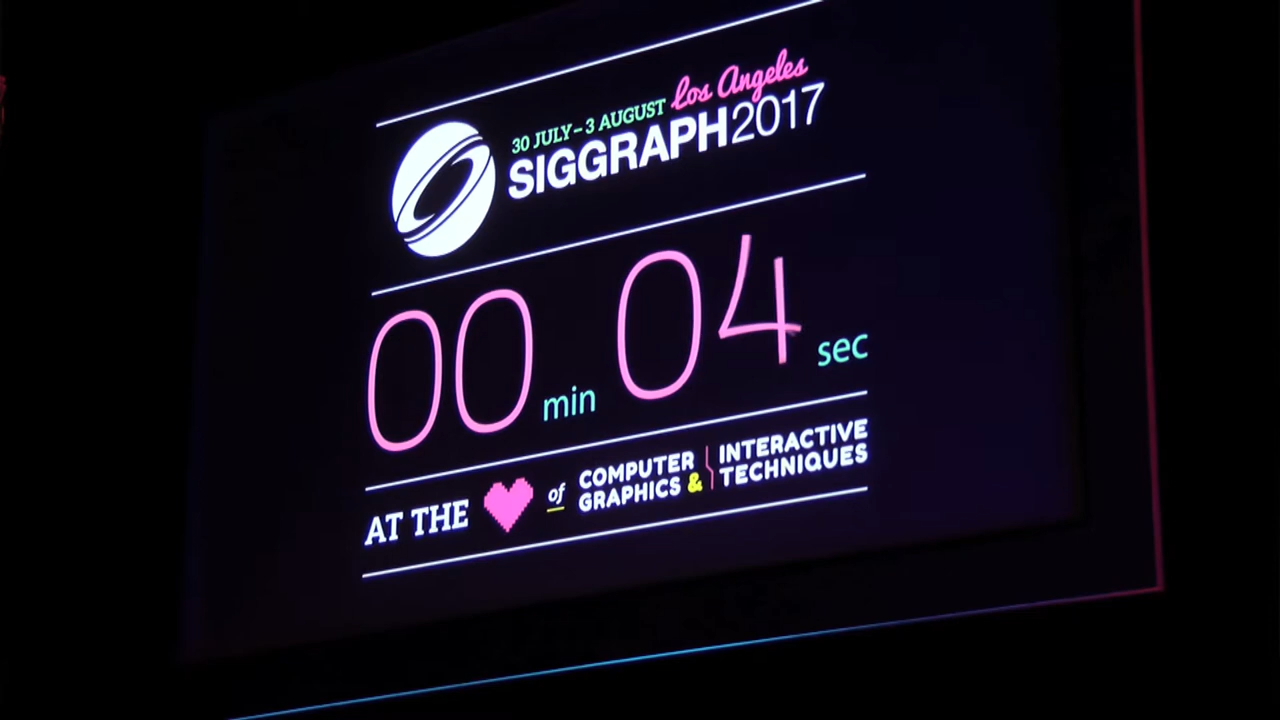 30 JULY – 3 AUGUST Los Angeles
SIGGRAPH2017
00 min 04 sec
AT THE of COMPUTER GRAPHICS & INTERACTIVE TECHNIQUES